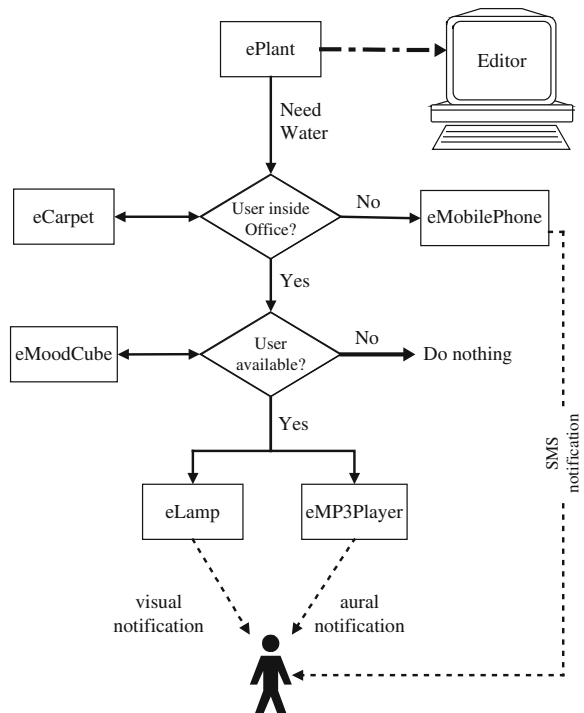 ePlant
Editor
Need
Water
eCarpet
User inside
Office?
No
eMobilePhone
Yes
eMoodCube
User
available?
No
Do nothing
Yes
SMS
notification
eLamp
eMP3Player
visual
notification
aural
notification